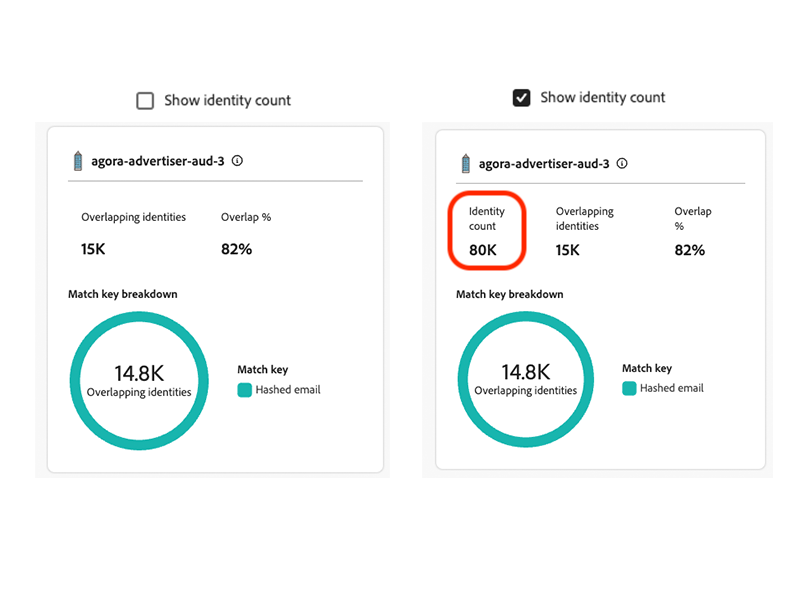 Show identity count
agora-advertiser-aud-3
Overlapping identities
Overlap %
15K
82%
Match key breakdown
14.8K
Overlapping identities
Match key
Hashed email
Show identity count
agora-advertiser-aud-3
Identity
count
80K
Overlapping
identities
15K
Overlap
%
82%
Match key breakdown
14.8K
Overlapping identities
Match key
Hashed email